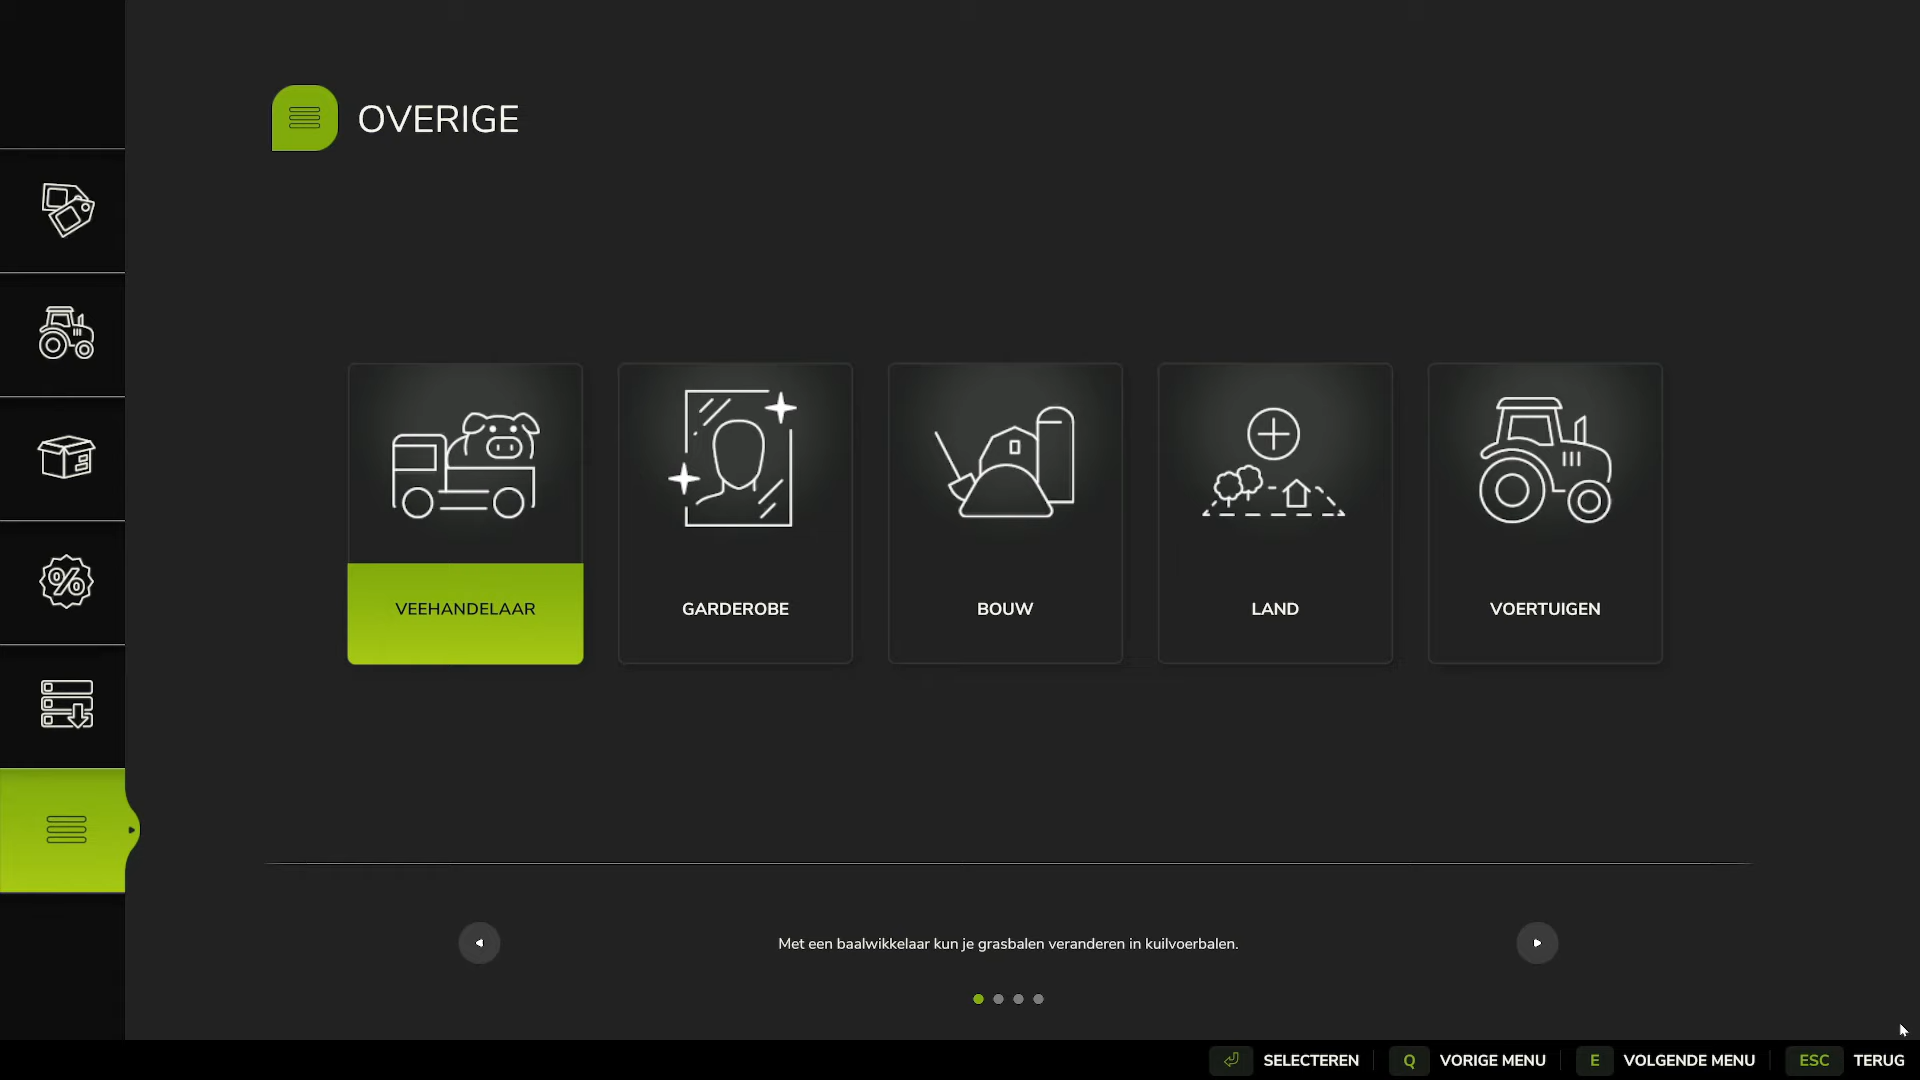 OVERIGE
VEEHANDELAAR
GARDEROBE
BOUW
LAND
VOERTUIGEN
Met een baalwikkelaar kun je grasbalen veranderen in kuilvoerbalen.
SELECTEREN
Q VORIGE MENU
E VOLGENDE MENU
ESC TERUG